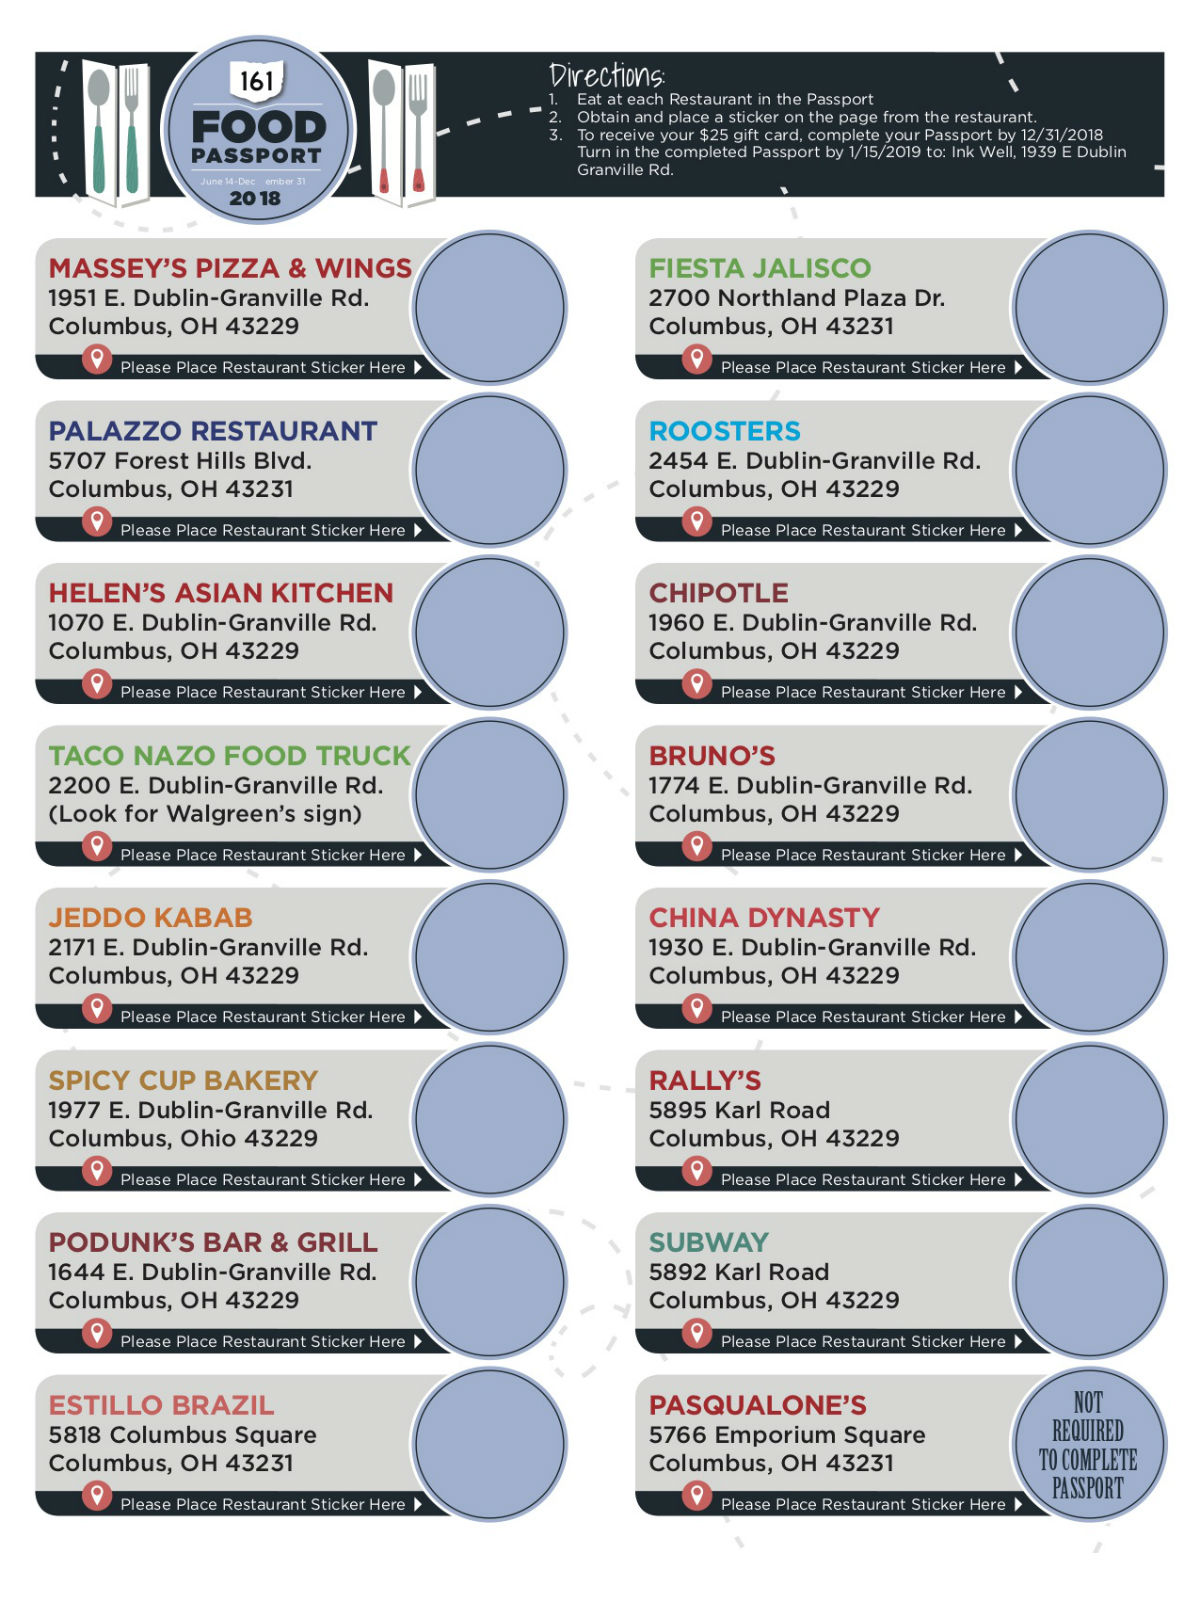 161
FOOD
PASSPORT
June 14-Dec ember 31
2018
Directions:
1. Eat at each Restaurant in the Passport
2. Obtain and place a sticker on the page from the restaurant.
3. To receive your $25 gift card, complete your Passport by 12/31/2018
Turn in the completed Passport by 1/15/2019 to: Ink Well, 1939 E Dublin
Granville Rd.
MASSEY'S PIZZA & WINGS
1951 E. Dublin-Granville Rd.
Columbus, OH 43229
Please Place Restaurant Sticker Here
PALAZZO RESTAURANT
5707 Forest Hills Blvd.
Columbus, OH 43231
Please Place Restaurant Sticker Here
HELEN'S ASIAN KITCHEN
1070 E. Dublin-Granville Rd.
Columbus, OH 43229
Please Place Restaurant Sticker Here
TACO NAZO FOOD TRUCK
2200 E. Dublin-Granville Rd.
(Look for Walgreen's sign)
Please Place Restaurant Sticker Here
JEDDO KABAB
2171 E. Dublin-Granville Rd.
Columbus, OH 43229
Please Place Restaurant Sticker Here
SPICY CUP BAKERY
1977 E. Dublin-Granville Rd.
Columbus, Ohio 43229
Please Place Restaurant Sticker Here
PODUNK'S BAR & GRILL
1644 E. Dublin-Granville Rd.
Columbus, OH 43229
Please Place Restaurant Sticker Here
ESTILLO BRAZIL
5818 Columbus Square
Columbus, OH 43231
Please Place Restaurant Sticker Here
FIESTA JALISCO
2700 Northland Plaza Dr.
Columbus, OH 43231
Please Place Restaurant Sticker Here
ROOSTERS
2454 E. Dublin-Granville Rd.
Columbus, OH 43229
Please Place Restaurant Sticker Here
CHIPOTLE
1960 E. Dublin-Granville Rd.
Columbus, OH 43229
Please Place Restaurant Sticker Here
BRUNO'S
1774 E. Dublin-Granville Rd.
Columbus, OH 43229
Please Place Restaurant Sticker Here
CHINA DYNASTY
1930 E. Dublin-Granville Rd.
Columbus, OH 43229
Please Place Restaurant Sticker Here
RALLY'S
5895 Karl Road
Columbus, OH 43229
Please Place Restaurant Sticker Here
SUBWAY
5892 Karl Road
Columbus, OH 43229
Please Place Restaurant Sticker Here
PASQUALONE'S
5766 Emporium Square
Columbus, OH 43231
Please Place Restaurant Sticker Here
NOT
REQUIRED
TO COMPLETE
PASSPORT